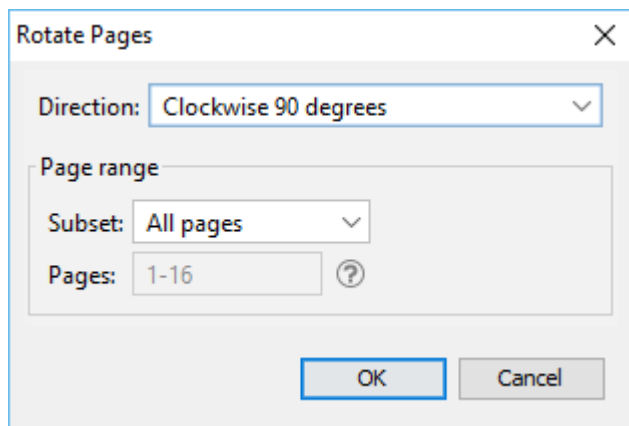 Rotate Pages
Direction: Clockwise 90 degrees
Page range
Subset: All pages
Pages: 1-16 ?
OK Cancel